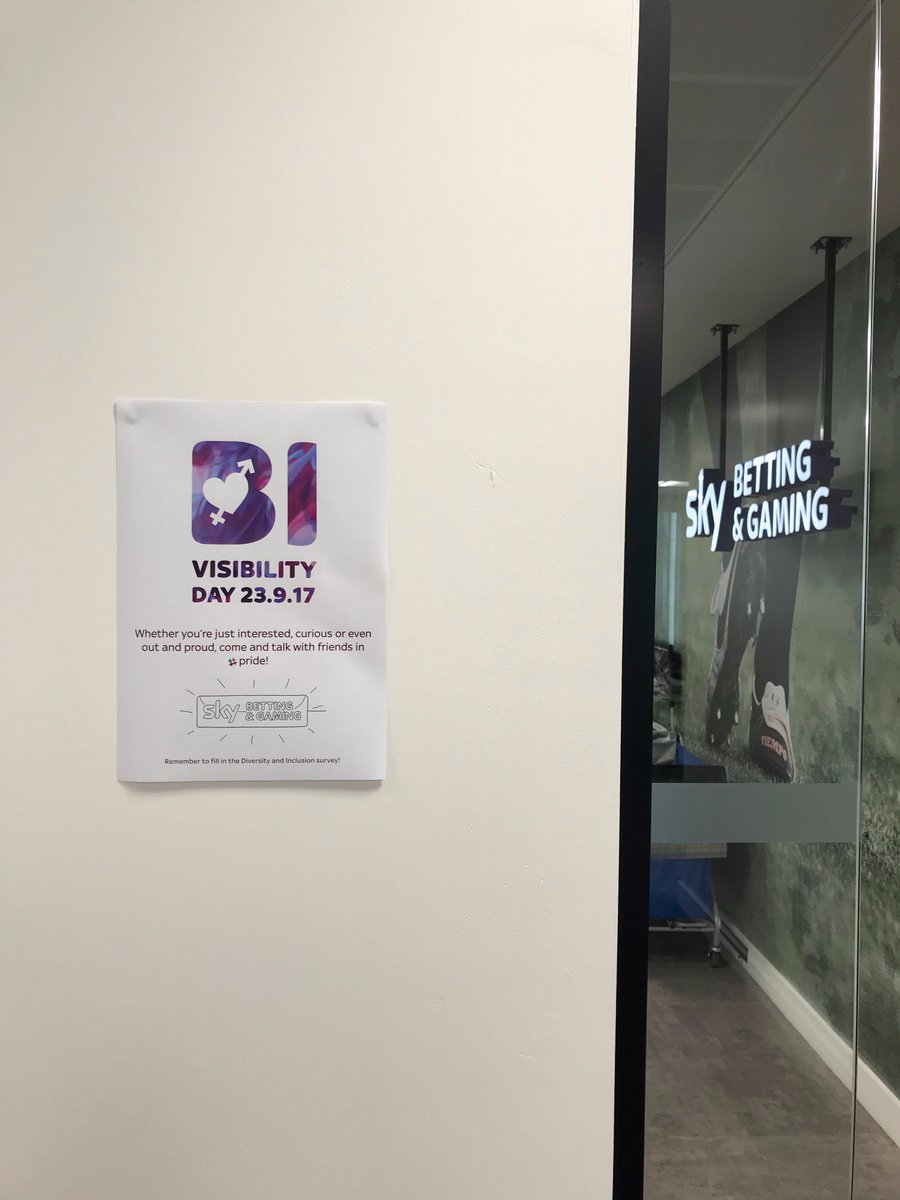 BI
VISIBILITY
DAY 23.9.17
Whether you're just interested, curious or even
out and proud, come and talk with friends in
pride!
sky BETTING
& GAMING
Remember to fill in the Diversity and Inclusion survey!
sky BETTING
& GAMING